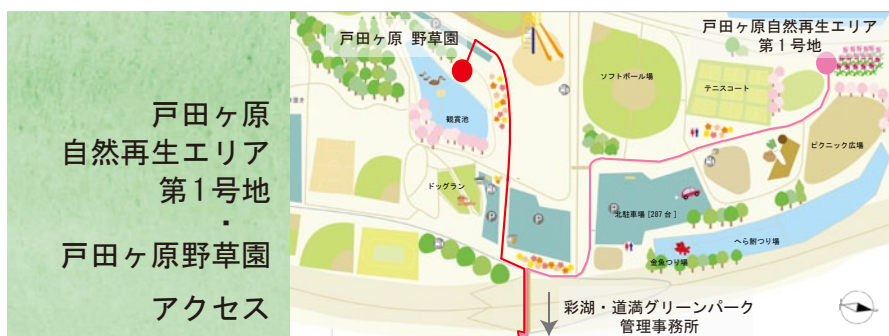 戸田ヶ原
自然再生エリア
第1号地
・
戸田ヶ原野草園
アクセス
戸田ヶ原 野草園
戸田ヶ原自然再生エリア
第1号地
ソフトボール場
テニスコート
観賞池
ピクニック広場
ドッグラン
北駐車場[287台]
へら鮒つり場
金魚つり場
彩湖・道満グリーンパーク
管理事務所
P
P
P
P
P